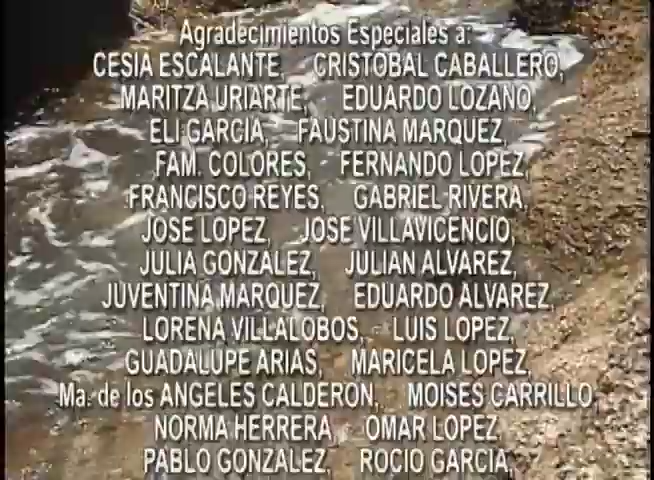 Agradecimientos Especiales a:
CESIA ESCALANTE, CRISTOBAL CABALLERO,
MARITZA URIARTE, EDUARDO LOZANO,
ELI GARCIA, FAUSTINA MARQUEZ,
FAM. COLORES, FERNANDO LOPEZ,
FRANCISCO REYES, GABRIEL RIVERA,
JOSE LOPEZ, JOSE VILLAVICENCIO,
JULIA GONZALEZ, JULIAN ALVAREZ,
JUVENTINA MARQUEZ, EDUARDO ALVAREZ,
LORENA VILLALOBOS, LUIS LOPEZ,
GUADALUPE ARIAS, MARICELA LOPEZ,
Ma. de los ANGELES CALDERON, MOISES CARRILLO,
NORMA HERRERA, OMAR LOPEZ,
PABLO GONZALEZ, ROCIO GARCIA,